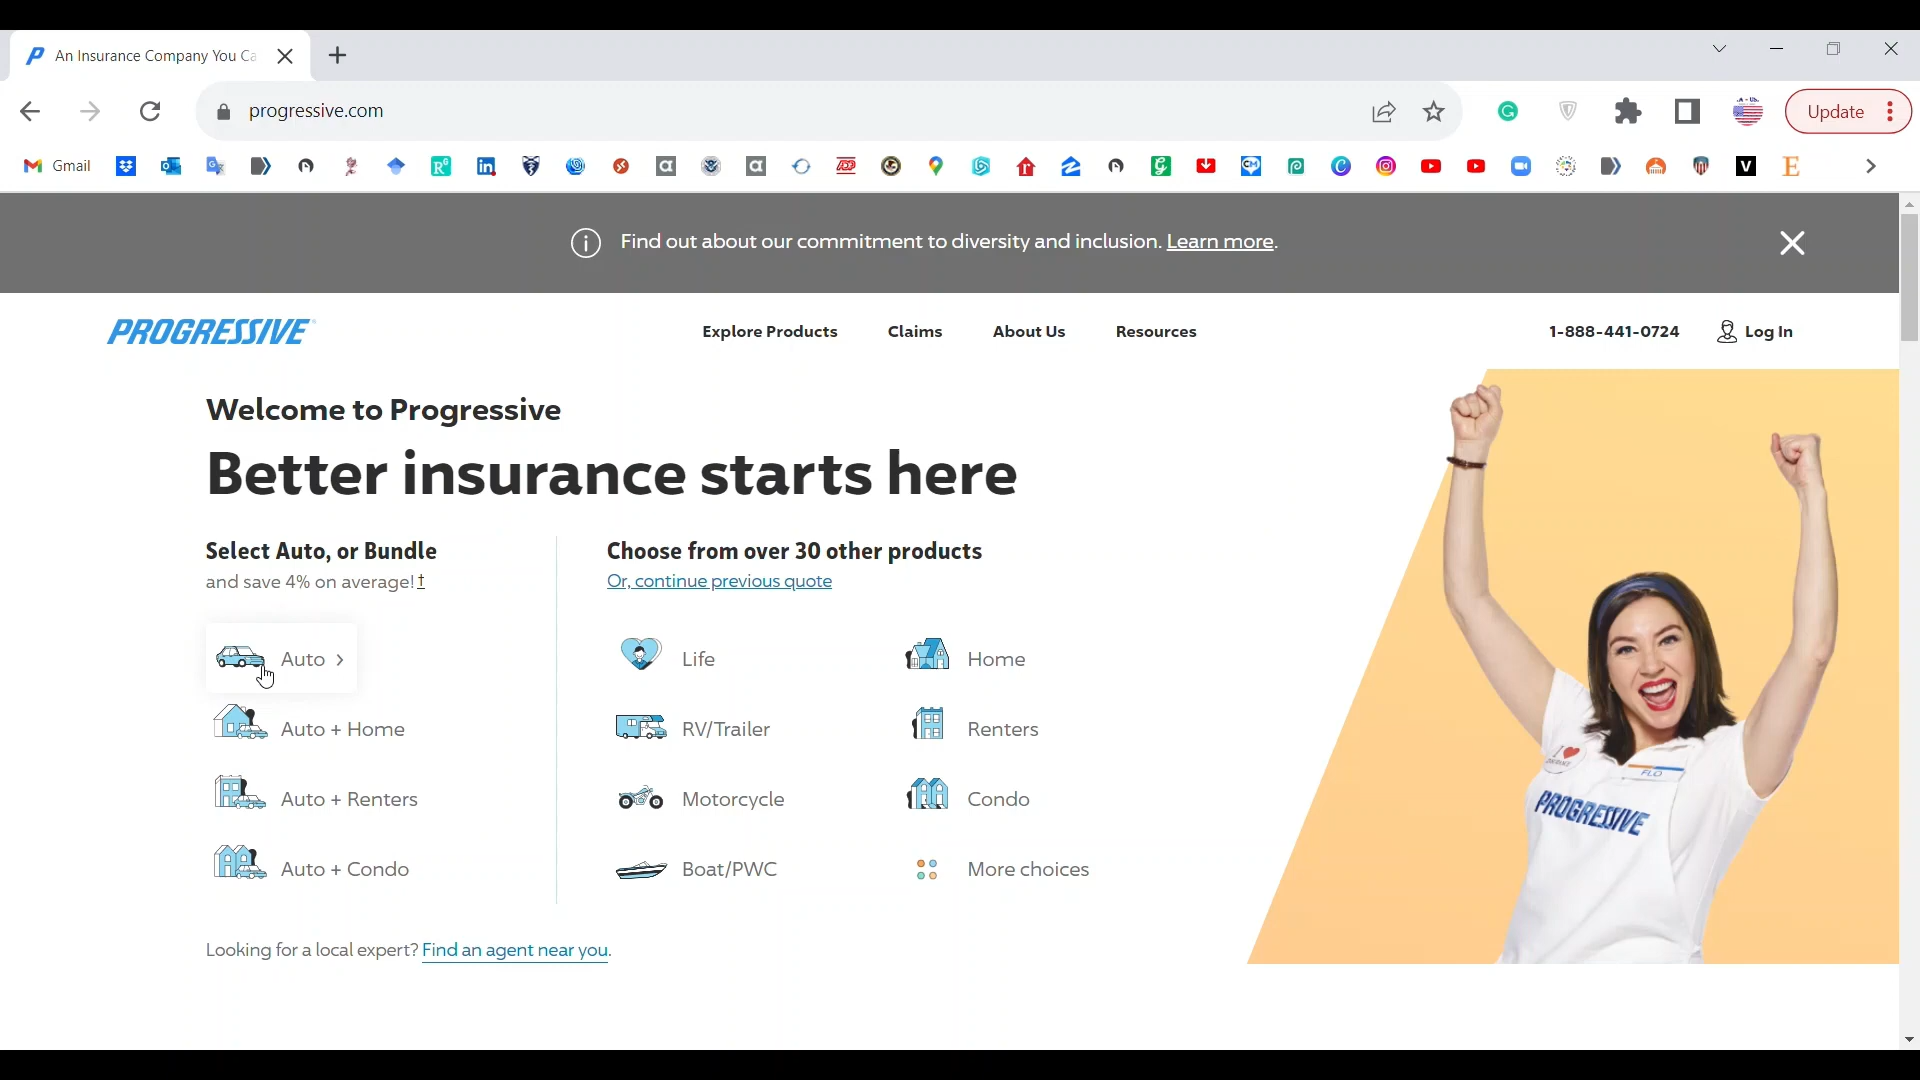 An Insurance Company You Ca
progressive.com
Update
Gmail
Find out about our commitment to diversity and inclusion. Learn more.
PROGRESSIVE
Explore Products
Claims
About Us
Resources
1-888-441-0724
Log In
Welcome to Progressive
Better insurance starts here
Select Auto, or Bundle
and save 4% on average!†
Auto
Auto + Home
Auto + Renters
Auto + Condo
Choose from over 30 other products
Or, continue previous quote
Life
RV/Trailer
Motorcycle
Boat/PWC
Home
Renters
Condo
More choices
I ❤
FLO
PROGRESSIVE
Looking for a local expert? Find an agent near you.